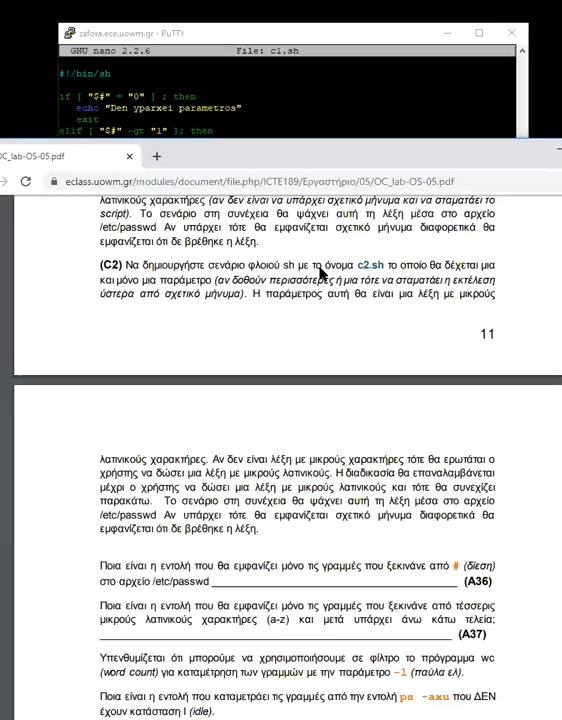 zafora.ece.uowm.gr - PuTTY
GNU nano 2.2.6 File: c1.sh
#!/bin/sh
if [ "$#" = "0" ] ; then
echo "Den yparxei parametros"
exit
elif [ "$#" -gt "1" ]; then
OC_lab-OS-05.pdf
eclass.uowm.gr/modules/document/file.php/ICTE189/Εργαστήριο/05/OC_lab-OS-05.pdf
λατινικούς χαρακτήρες (αν δεν είναι να υπάρχει σχετικό μήνυμα και να σταματάει το
script). Το σενάριο στη συνέχεια θα ψάχνει αυτή τη λέξη μέσα στο αρχείο
/etc/passwd Αν υπάρχει τότε θα εμφανίζεται σχετικό μήνυμα διαφορετικά θα
εμφανίζεται ότι δε βρέθηκε η λέξη.
(C2) Να δημιουργήστε σενάριο φλοιού sh με το όνομα c2.sh το οποίο θα δέχεται μια
και μόνο μια παράμετρο (αν δοθούν περισσότερες ή μια τότε να σταματάει η εκτέλεση
ύστερα από σχετικό μήνυμα). Η παράμετρος αυτή θα είναι μια λέξη με μικρούς
11
λατινικούς χαρακτήρες. Αν δεν είναι λέξη με μικρούς χαρακτήρες τότε θα ερωτάται ο
χρήστης να δώσει μια λέξη με μικρούς λατινικούς. Η διαδικασία θα επαναλαμβάνεται
μέχρι ο χρήστης να δώσει μια λέξη με μικρούς λατινικούς και τότε θα συνεχίζει
παρακάτω. Το σενάριο στη συνέχεια θα ψάχνει αυτή τη λέξη μέσα στο αρχείο
/etc/passwd Αν υπάρχει τότε θα εμφανίζεται σχετικό μήνυμα διαφορετικά θα
εμφανίζεται ότι δε βρέθηκε η λέξη.
Ποια είναι η εντολή που θα εμφανίζει μόνο τις γραμμές που ξεκινάνε από # (δίεση)
στο αρχείο /etc/passwd ________________________________________ (A36)
Ποια είναι η εντολή που θα εμφανίζει μόνο τις γραμμές που ξεκινάνε από τέσσερις
μικρούς λατινικούς χαρακτήρες (a-z) και μετά υπάρχει άνω κάτω τελεία;
_________________________________________________________ (A37)
Υπενθυμίζεται ότι μπορούμε να χρησιμοποιήσουμε σε φίλτρο το πρόγραμμα wc
(word count) για καταμέτρηση των γραμμών με την παράμετρο -l (παύλα ελ).
Ποια είναι η εντολή που καταμετράει τις γραμμές από την εντολή ps -axu που ΔΕΝ
έχουν κατάσταση I (idle).